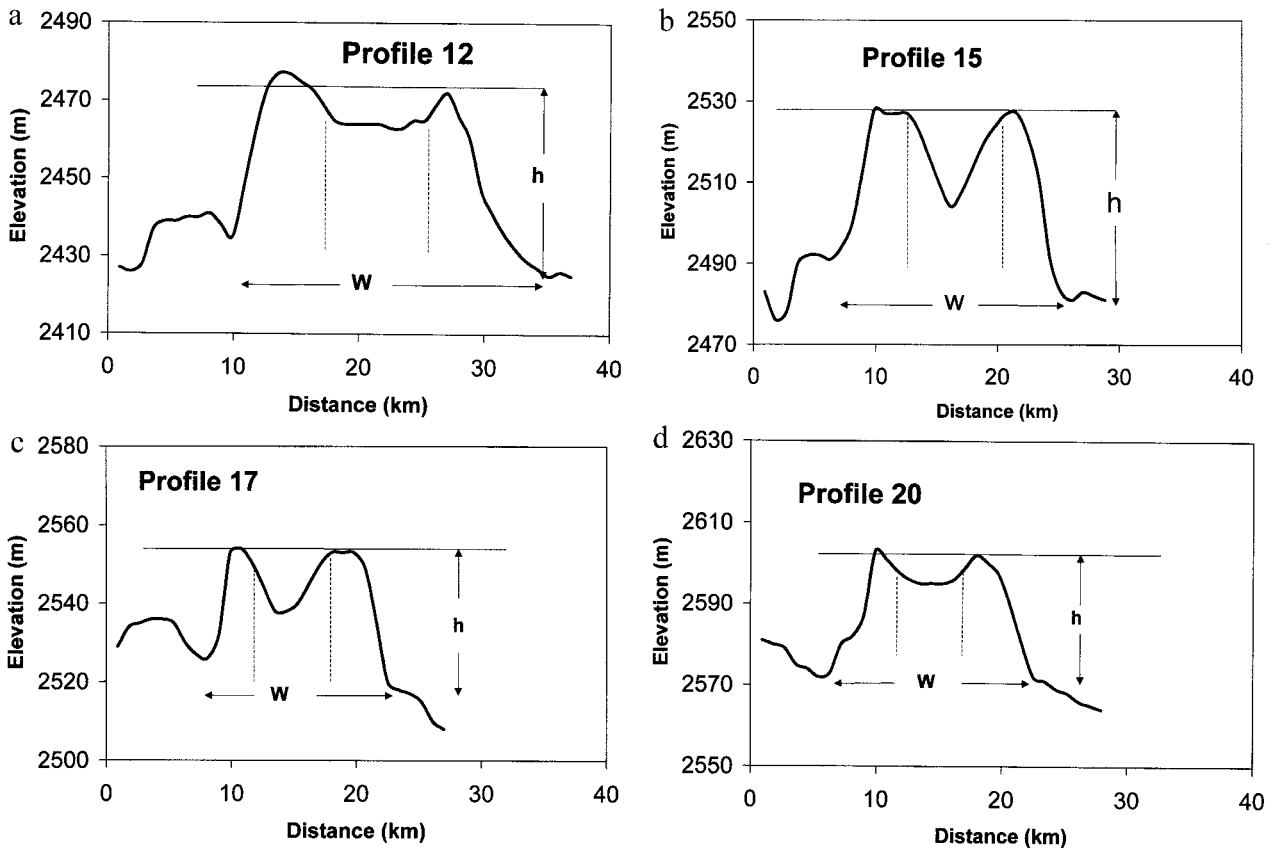 a
Profile 12
Elevation (m)
2490
2470
2450
2430
2410
h
W
0 10 20 30 40
Distance (km)
b
Profile 15
Elevation (m)
2550
2530
2510
2490
2470
h
W
0 10 20 30 40
Distance (km)
c
Profile 17
Elevation (m)
2580
2560
2540
2520
2500
h
W
0 10 20 30 40
Distance (km)
d
Profile 20
Elevation (m)
2630
2610
2590
2570
2550
h
W
0 10 20 30 40
Distance (km)